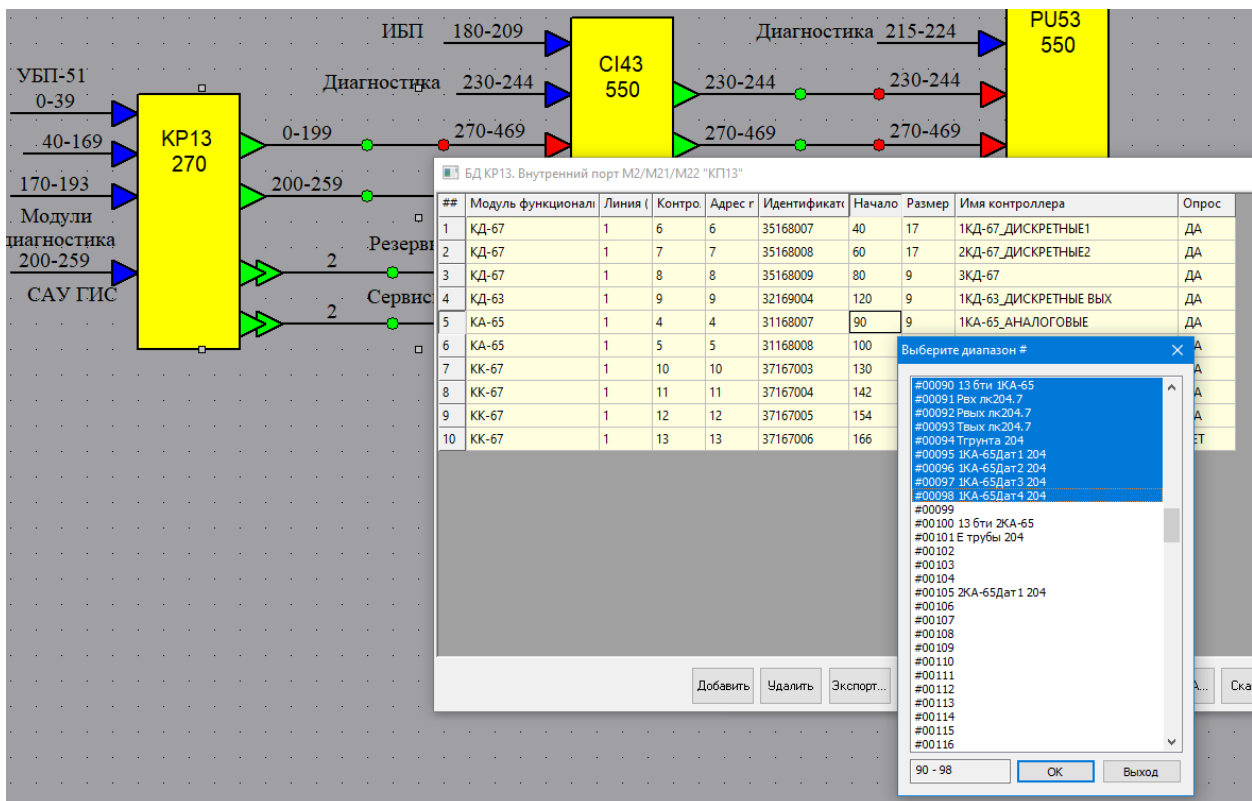 ИБП 180-209
Диагностика 215-224
PU53
550
CI43
550
УБП-51
0-39
Диагностика 230-244
230-244
230-244
40-169
KP13
270
0-199
270-469
270-469
270-469
170-193
200-259
Модули
диагностика
200-259
САУ ГИС
2
2
БД КР13. Внутренний порт М2/М21/М22 "КП13"
## Модуль функционалі Линия ( Контро. Адрес г Идентификатс Начало Размер Имя контроллера Опрос
1 КД-67 1 6 6 35168007 40 17 1КД-67_ДИСКРЕТНЫЕ1 ДА
2 КД-67 1 7 7 35168008 60 17 2КД-67_ДИСКРЕТНЫЕ2 ДА
3 КД-67 1 8 8 35168009 80 9 3КД-67 ДА
4 КД-63 1 9 9 32169004 120 9 1КД-63_ДИСКРЕТНЫЕ ВЫХ ДА
5 КА-65 1 4 4 31168007 90 9 1КА-65_АНАЛОГОВЫЕ ДА
6 КА-65 1 5 5 31168008 100
7 КК-67 1 10 10 37167003 130
8 КК-67 1 11 11 37167004 142
9 КК-67 1 12 12 37167005 154
10 КК-67 1 13 13 37167006 166
Выберите диапазон #
#00090 13 бти 1КА-65
#00091 Рвх лк204.7
#00092 Рвых лк204.7
#00093 Твых лк204.7
#00094 Тгрунта 204
#00095 1КА-65Дат1 204
#00096 1КА-65Дат2 204
#00097 1КА-65Дат3 204
#00098 1КА-65Дат4 204
#00099
#00100 13 бти 2КА-65
#00101 Е трубы 204
#00102
#00103
#00104
#00105 2КА-65Дат1 204
#00106
#00107
#00108
#00109
#00110
#00111
#00112
#00113
#00114
#00115
#00116
90 - 98 ОК Выход
Добавить Удалить Экспорт...